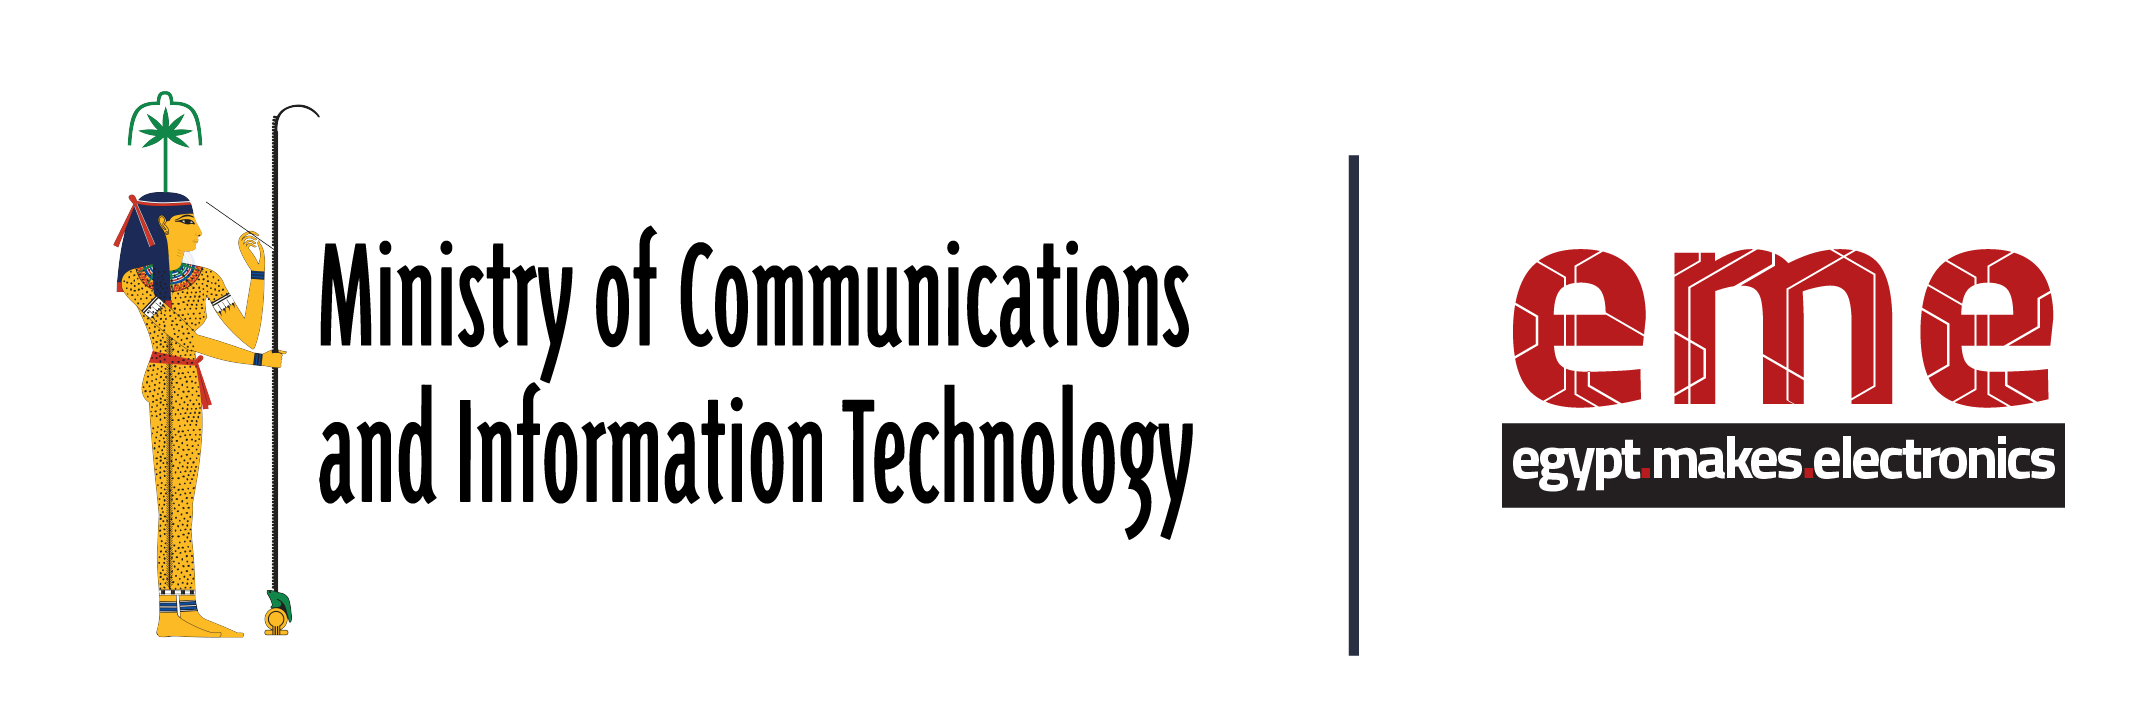 Ministry of Communications
and Information Technology
eme
egypt.makes.electronics